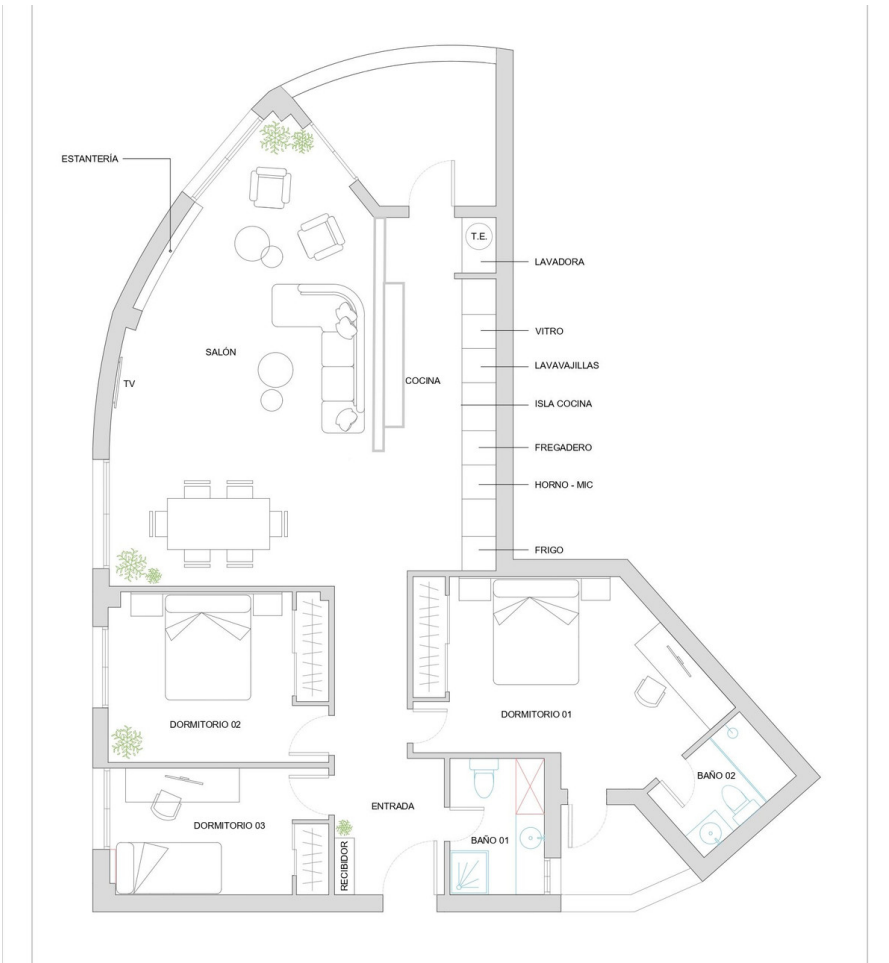 ESTANTERÍA
T.E.
LAVADORA
VITRO
SALÓN
LAVAVAJILLAS
TV
COCINA
ISLA COCINA
FREGADERO
HORNO - MIC
FRIGO
DORMITORIO 01
DORMITORIO 02
BAÑO 02
ENTRADA
DORMITORIO 03
BAÑO 01
RECIBIDOR